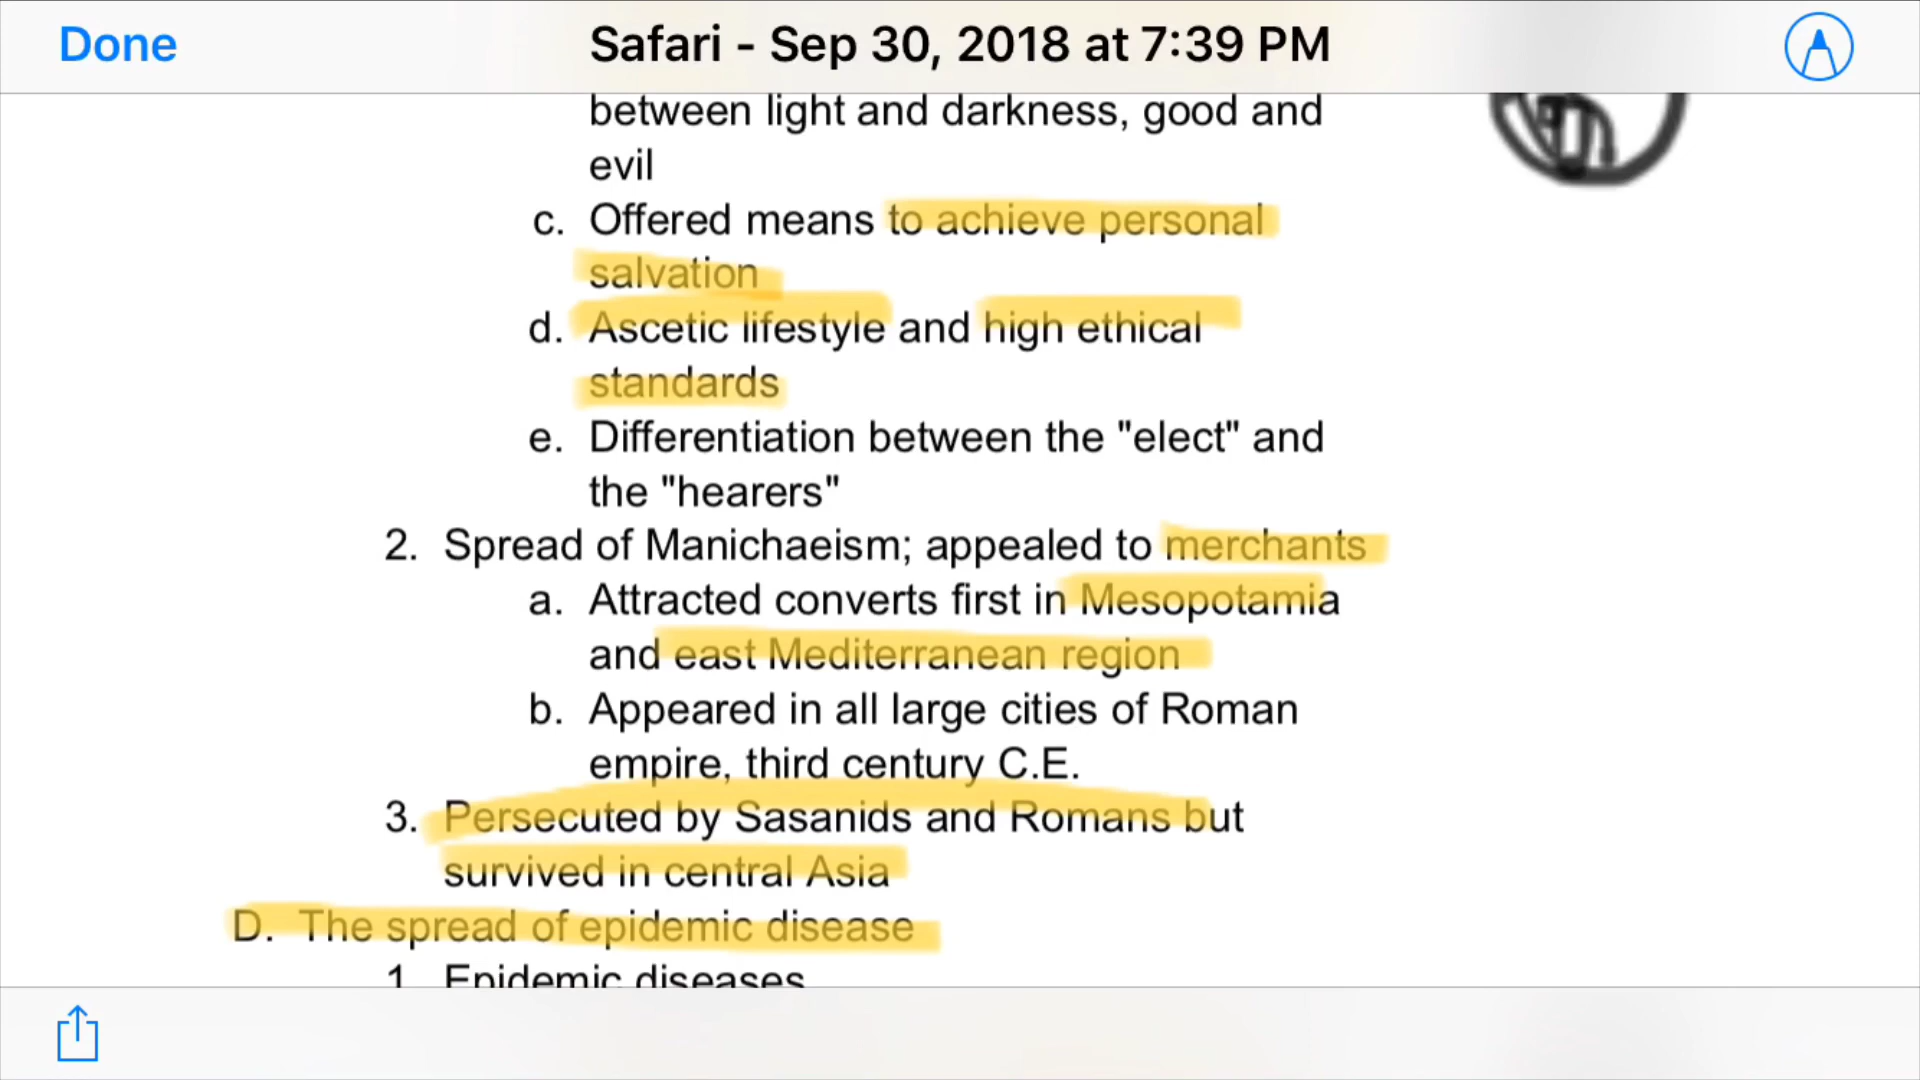 Done
Safari - Sep 30, 2018 at 7:39 PM
between light and darkness, good and
evil
c. Offered means to achieve personal
salvation
d. Ascetic lifestyle and high ethical
standards
e. Differentiation between the "elect" and
the "hearers"
2. Spread of Manichaeism; appealed to merchants
a. Attracted converts first in Mesopotamia
and east Mediterranean region
b. Appeared in all large cities of Roman
empire, third century C.E.
3. Persecuted by Sasanids and Romans but
survived in central Asia
D. The spread of epidemic disease
1 Epidemic diseases